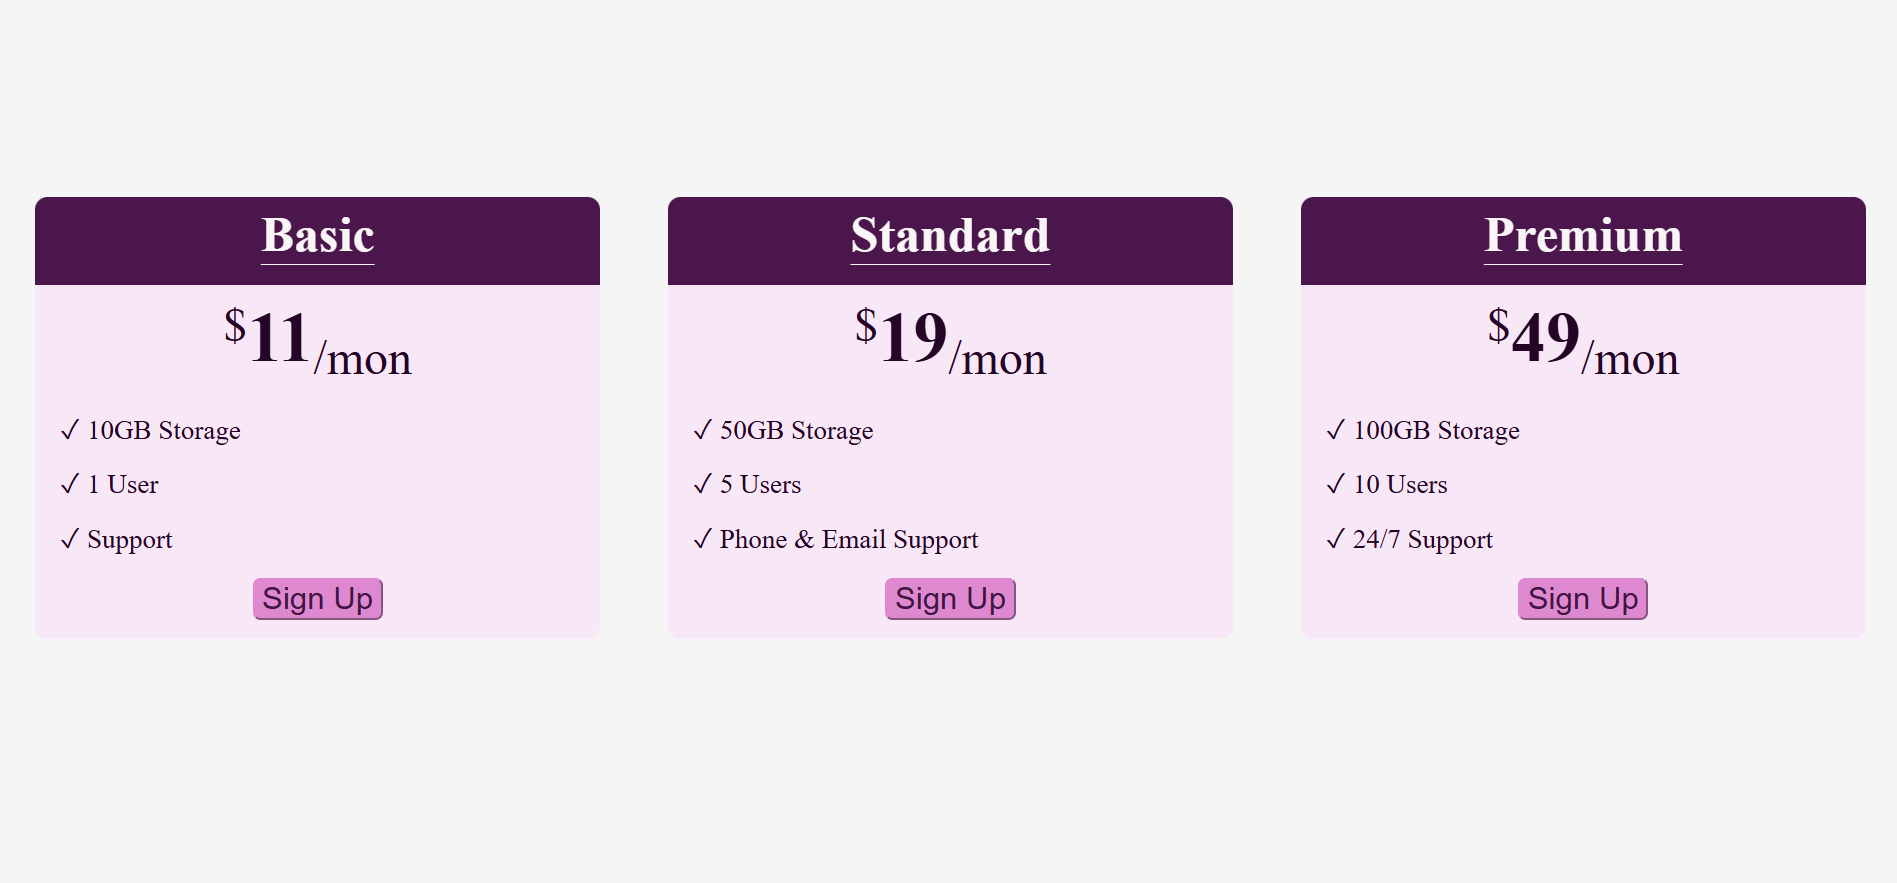 Basic
$11/mon
✓ 10GB Storage
✓ 1 User
✓ Support
Sign Up
Standard
$19/mon
✓ 50GB Storage
✓ 5 Users
✓ Phone & Email Support
Sign Up
Premium
$49/mon
✓ 100GB Storage
✓ 10 Users
✓ 24/7 Support
Sign Up